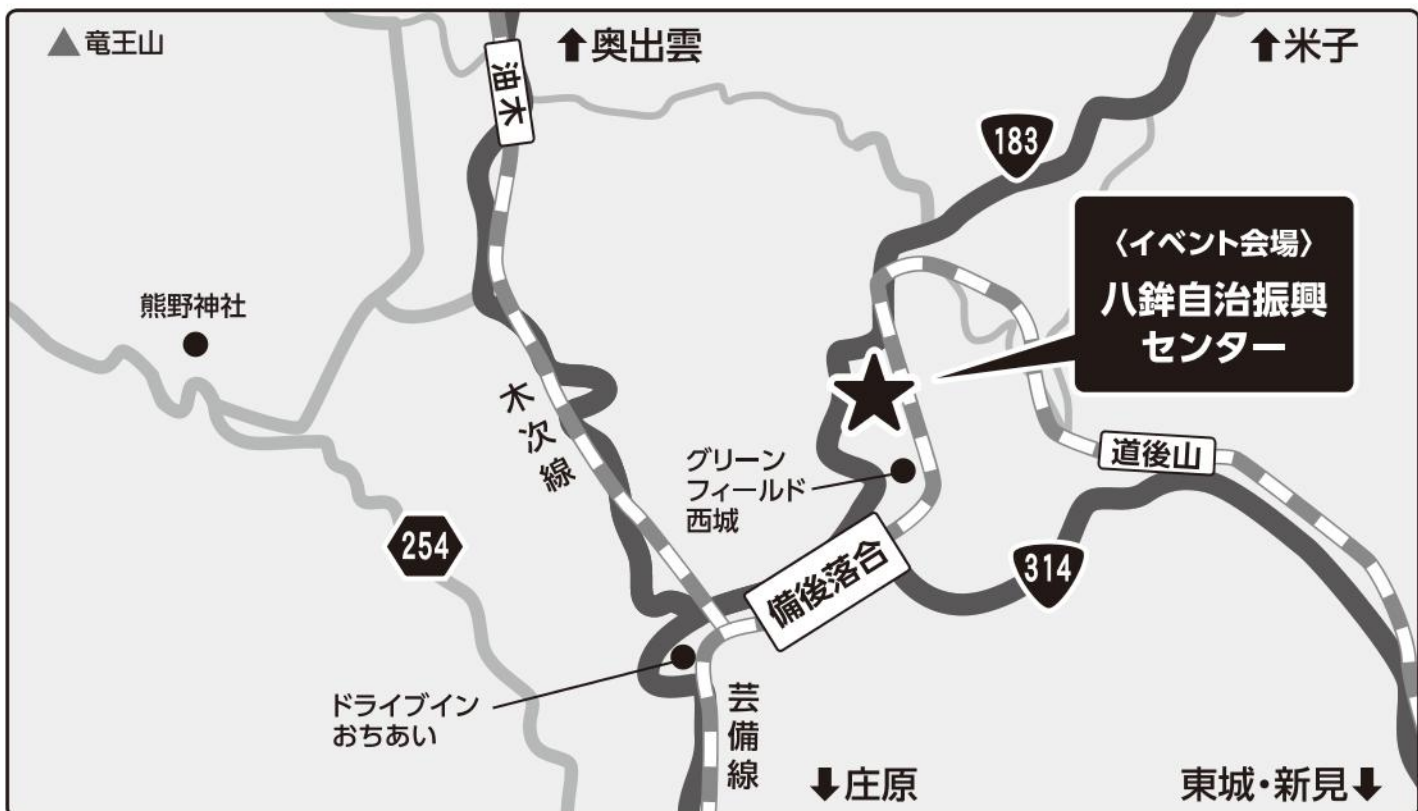 ▲竜王山
油木
↑奥出雲
↑米子
183
〈イベント会場〉
八鉾自治振興
センター
熊野神社
木次線
グリーン
フィールド
西城
道後山
254
314
備後落合
ドライブイン
おちあい
芸備線
↓庄原
東城・新見↓